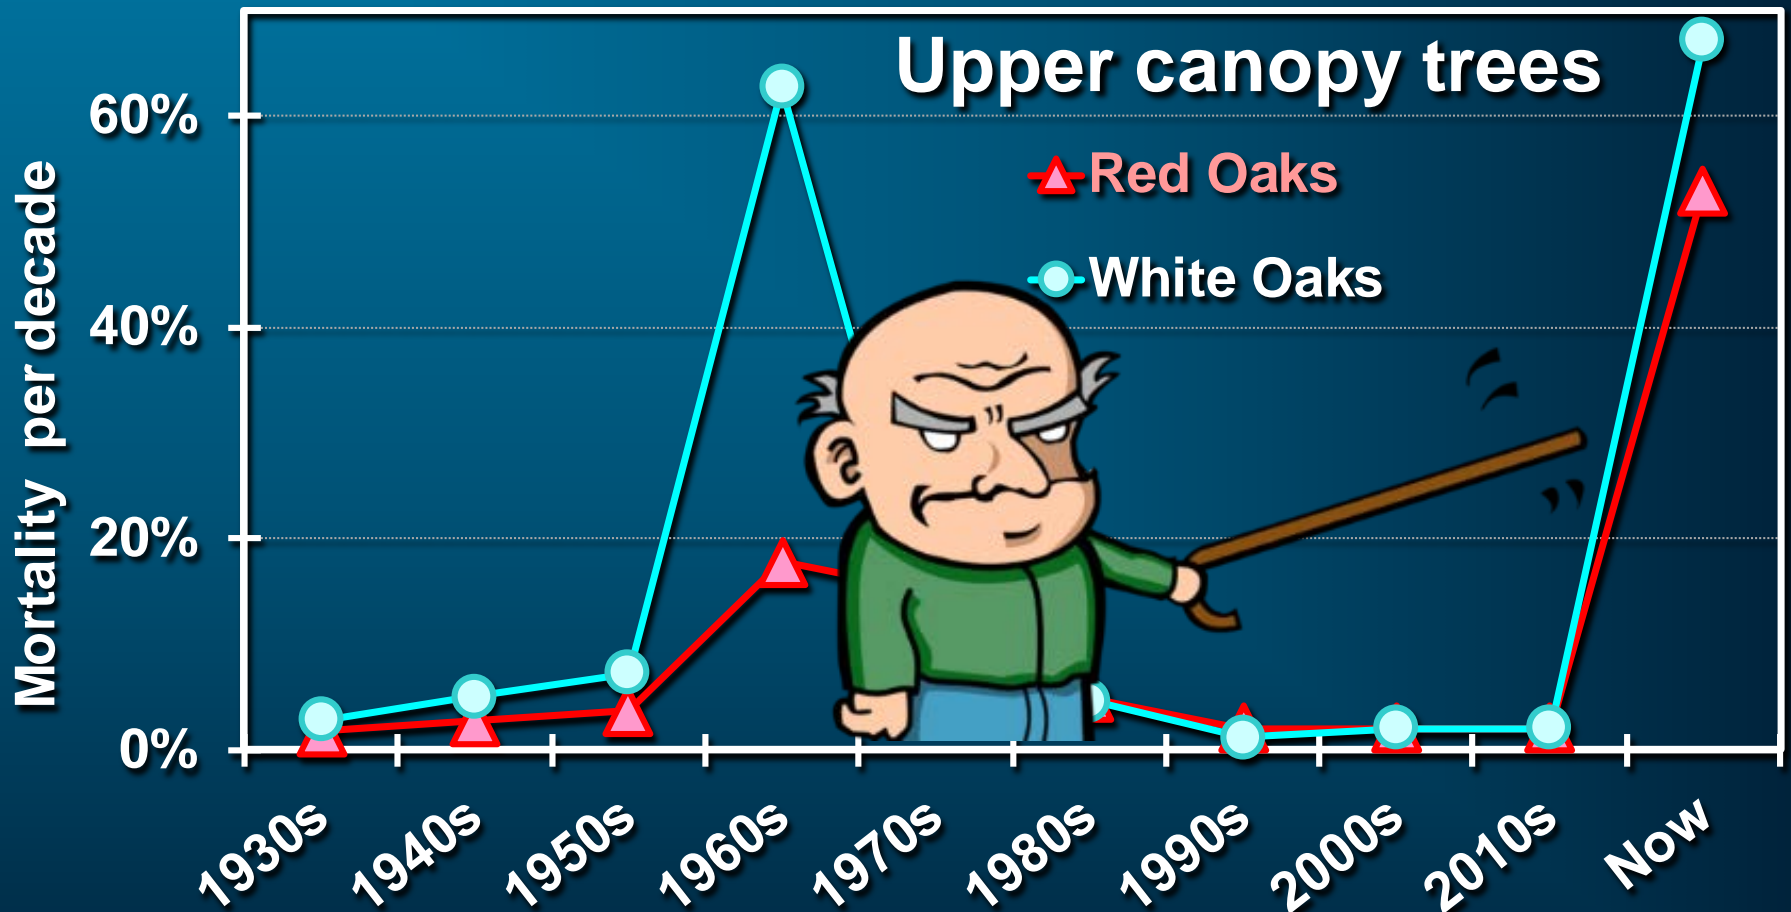 Upper canopy trees
Red Oaks
White Oaks
Mortality per decade
60%
40%
20%
0%
1930s
1940s
1950s
1960s
1970s
1980s
1990s
2000s
2010s
Now